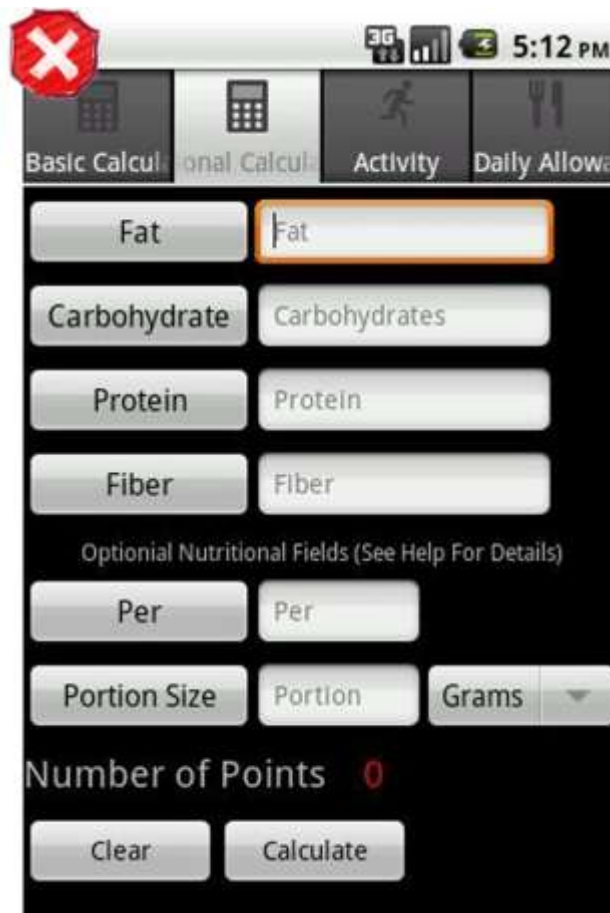 3G 5:12 PM
Basic Calcul onal Calcula Activity Daily Allowa
Fat Fat
Carbohydrate Carbohydrates
Protein Protein
Fiber Fiber
Optionial Nutritional Fields (See Help For Details)
Per Per
Portion Size Portion Grams
Number of Points 0
Clear Calculate